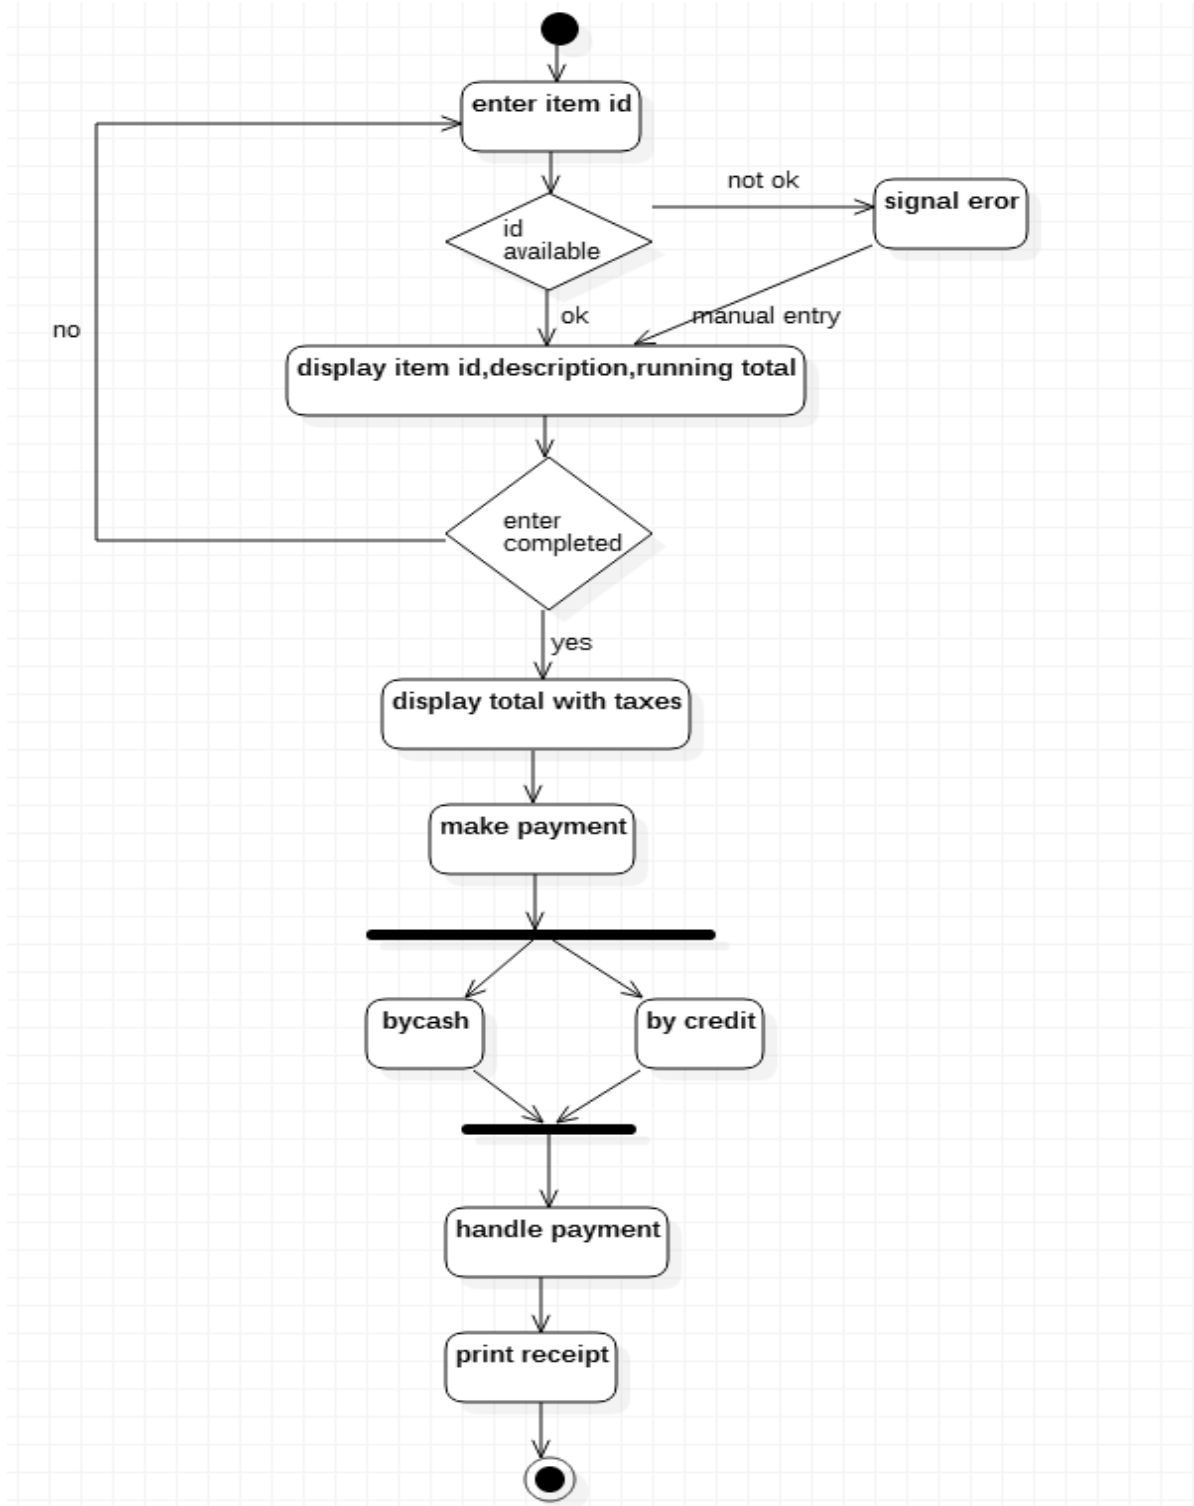 enter item id
not ok
signal eror
id
available
ok
manual entry
no
display item id,description,running total
enter
completed
yes
display total with taxes
make payment
bycash
by credit
handle payment
print receipt